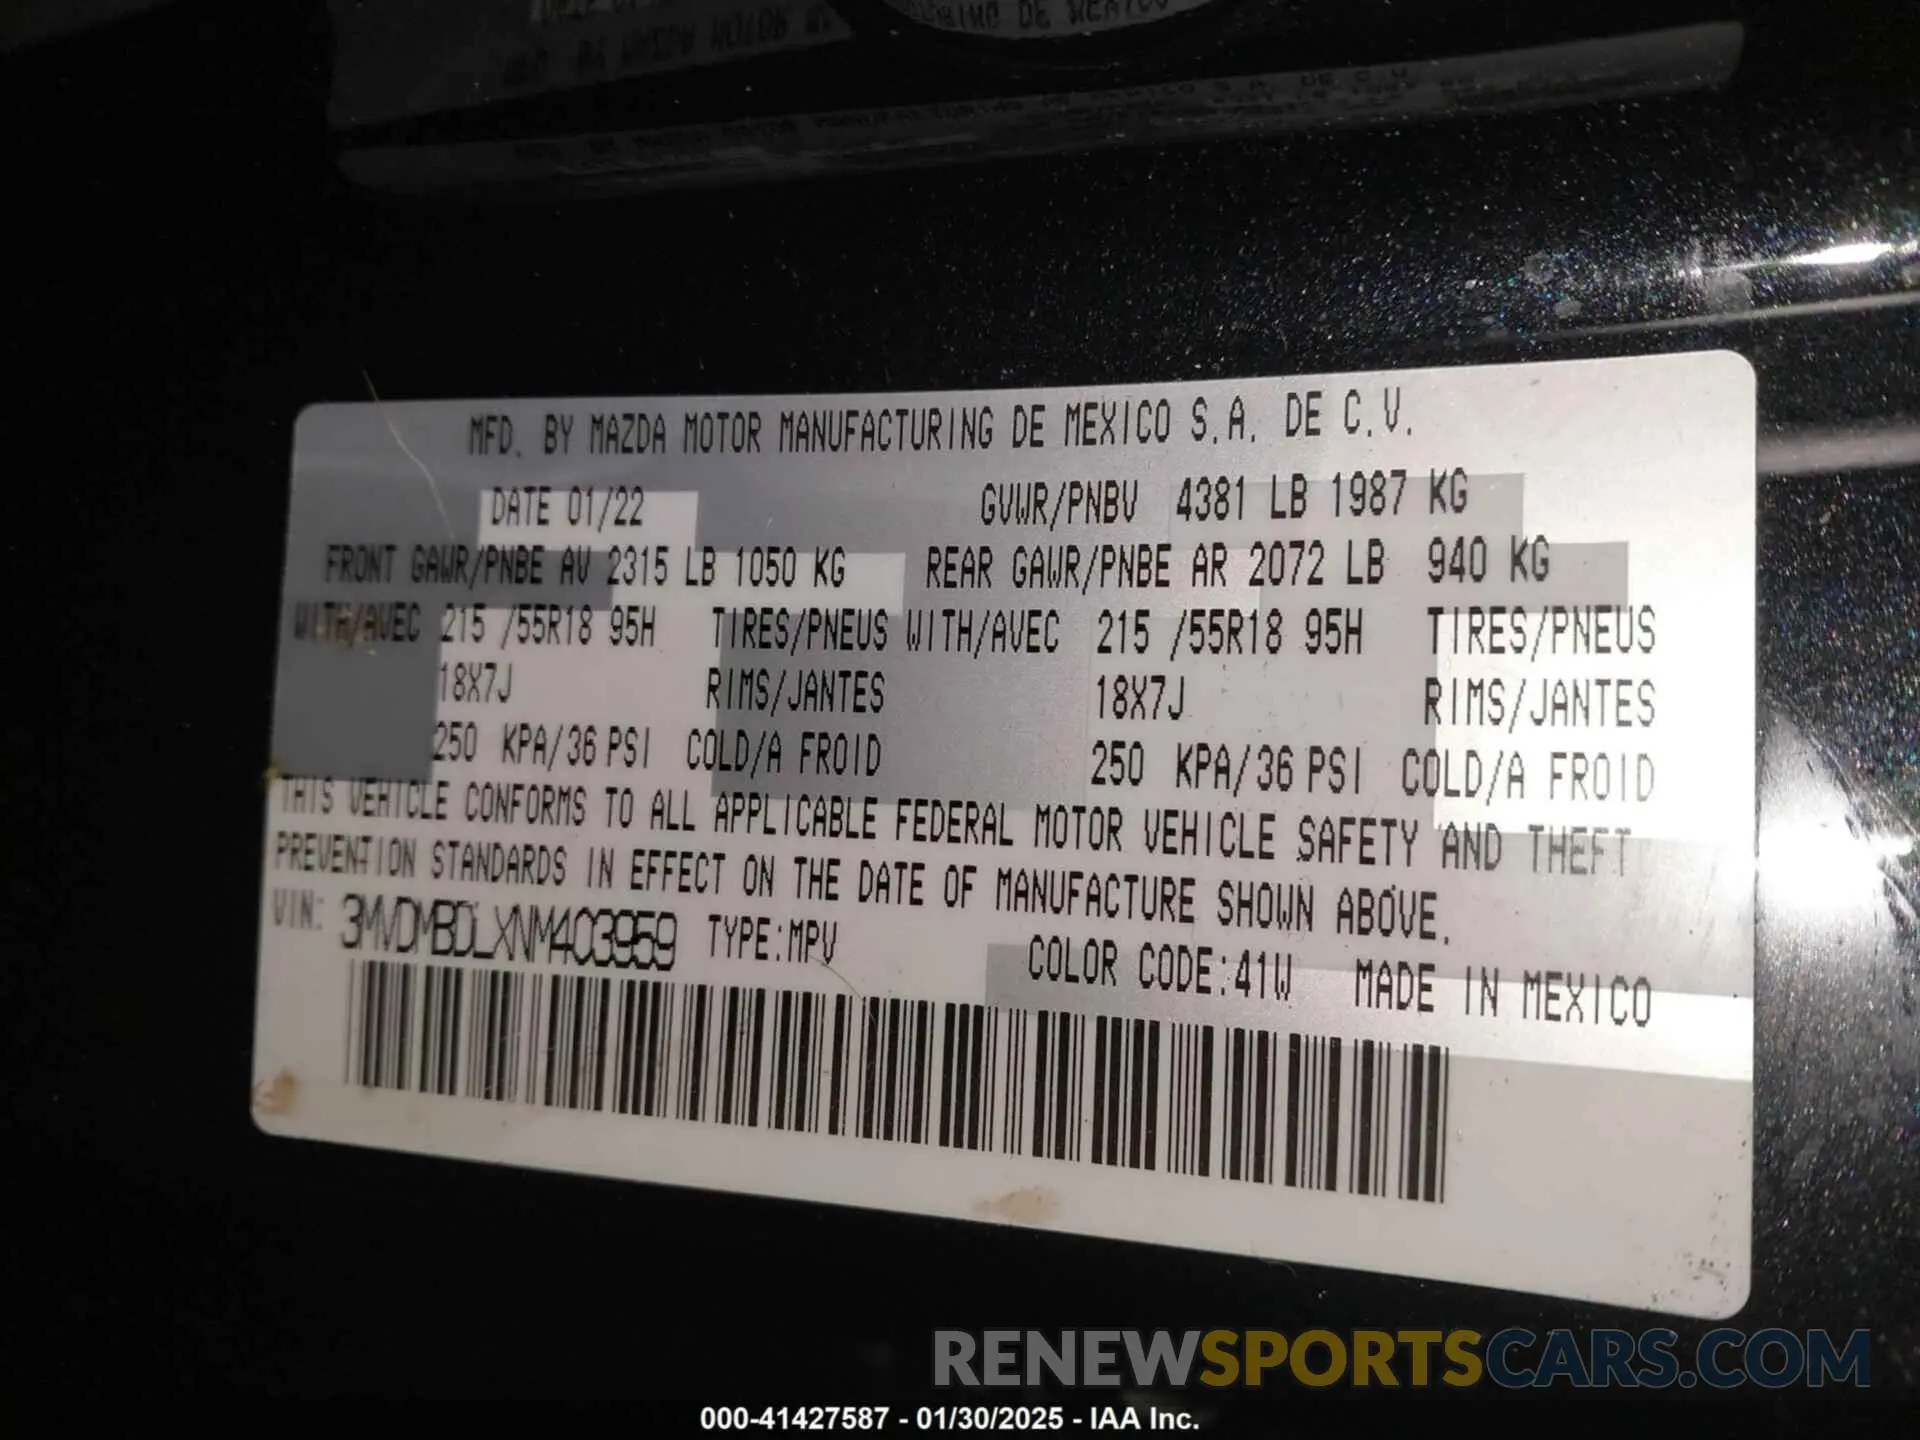 MFD. BY MAZDA MOTOR MANUFACTURING DE MEXICO S.A. DE C.V.
DATE 01/22 GVWR/PNBV 4381 LB 1987 KG
FRONT GAWR/PNBE AV 2315 LB 1050 KG REAR GAWR/PNBE AR 2072 LB 940 KG
WITH/AVEC 215 /55R18 95H TIRES/PNEUS WITH/AVEC 215 /55R18 95H TIRES/PNEUS
18X7J RIMS/JANTES 18X7J RIMS/JANTES
250 KPA/36 PSI COLD/A FROID 250 KPA/36 PSI COLD/A FROID
THIS VEHICLE CONFORMS TO ALL APPLICABLE FEDERAL MOTOR VEHICLE SAFETY AND THEFT
PREVENTION STANDARDS IN EFFECT ON THE DATE OF MANUFACTURE SHOWN ABOVE.
VIN: 3MVDMBDLXNM403959 TYPE:MPV COLOR CODE:41W MADE IN MEXICO
RENEWSPORTSCARS.COM
000-41427587 - 01/30/2025 - IAA Inc.